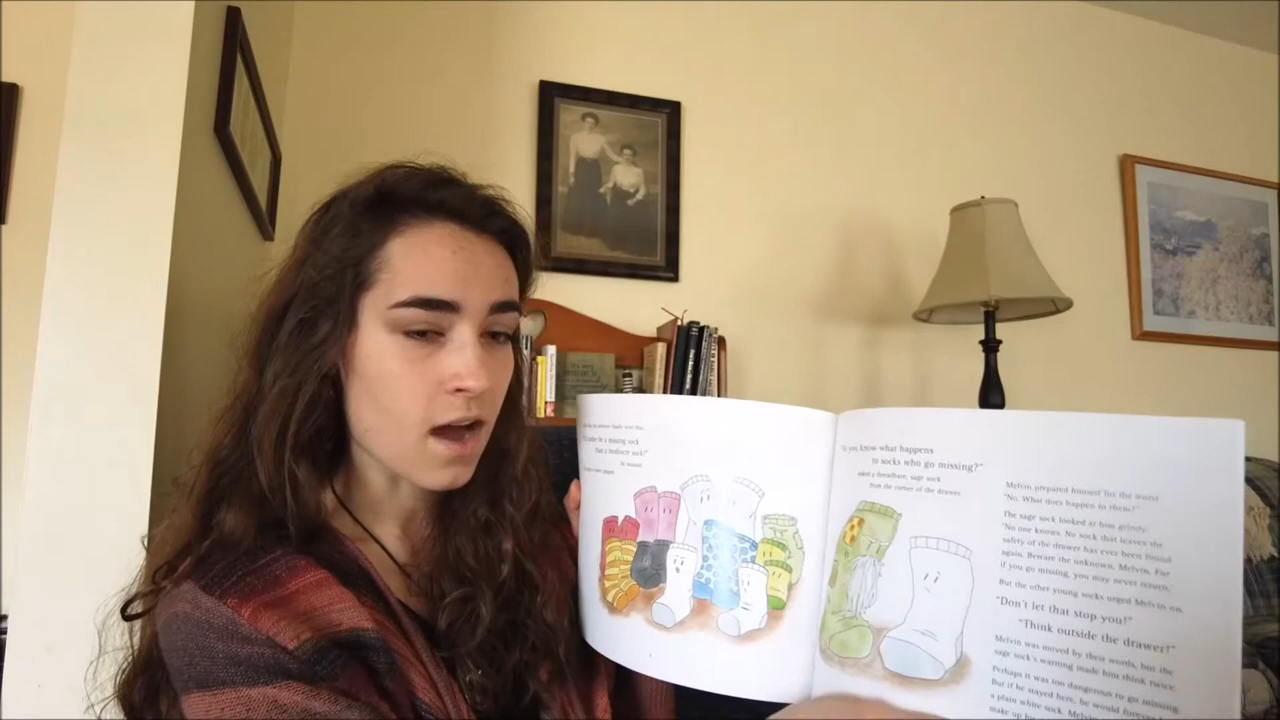 be a missing sock
than a mediocre sock!"
he insisted.
you know what happens
to socks who go missing?"
asked a threadbare, sage sock
from the corner of the drawer.
Melvin prepared himself for the worst.
"No. What does happen to them?"
The sage sock looked at him grimly.
"No one knows. No sock that leaves the
safety of the drawer has ever been found
again. Beware the unknown, Melvin. For
if you go missing, you may never return."
But the other young socks urged Melvin on.
"Don't let that stop you!"
"Think outside the drawer!"
Melvin was moved by their words, but the
sage sock's warning made him think twice.
Perhaps it was too dangerous to go missing.
But if he stayed here, he would forever
a plain white sock. Melvin
make up his